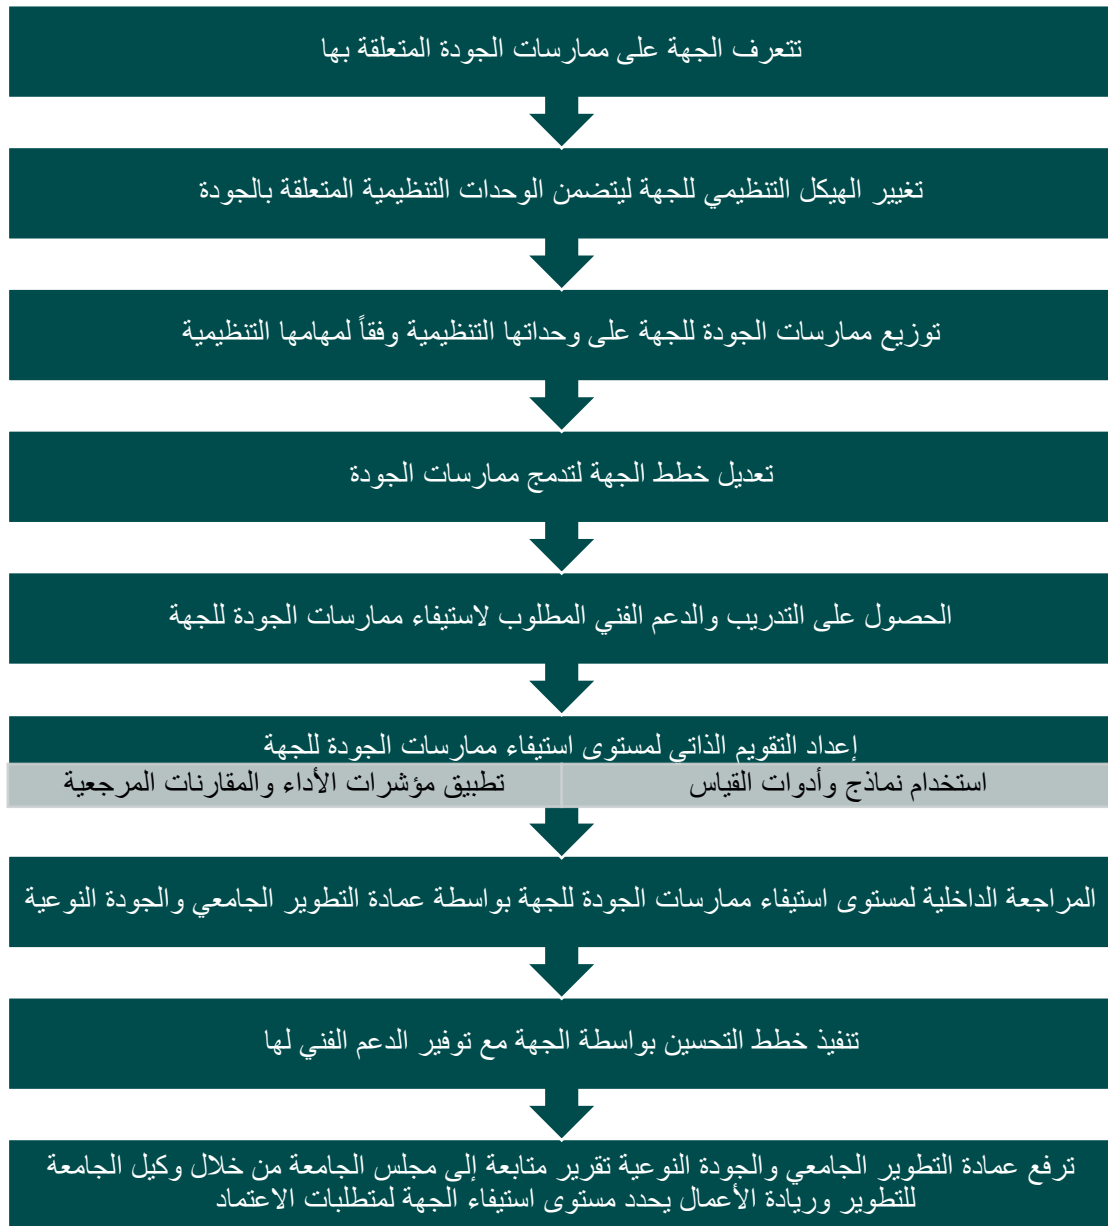 تتعرف الجهة على ممارسات الجودة المتعلقة بها
تغيير الهيكل التنظيمي للجهة ليتضمن الوحدات التنظيمية المتعلقة بالجودة
توزيع ممارسات الجودة للجهة على وحداتها التنظيمية وفقاً لمهامها التنظيمية
تعديل خطط الجهة لتدمج ممارسات الجودة
الحصول على التدريب والدعم الفني المطلوب لاستيفاء ممارسات الجودة للجهة
إعداد التقويم الذاتي لمستوى استيفاء ممارسات الجودة للجهة
استخدام نماذج وأدوات القياس
تطبيق مؤشرات الأداء والمقارنات المرجعية
المراجعة الداخلية لمستوى استيفاء ممارسات الجودة للجهة بواسطة عمادة التطوير الجامعي والجودة النوعية
تنفيذ خطط التحسين بواسطة الجهة مع توفير الدعم الفني لها
ترفع عمادة التطوير الجامعي والجودة النوعية تقرير متابعة إلى مجلس الجامعة من خلال وكيل الجامعة
للتطوير وريادة الأعمال يحدد مستوى استيفاء الجهة لمتطلبات الاعتماد